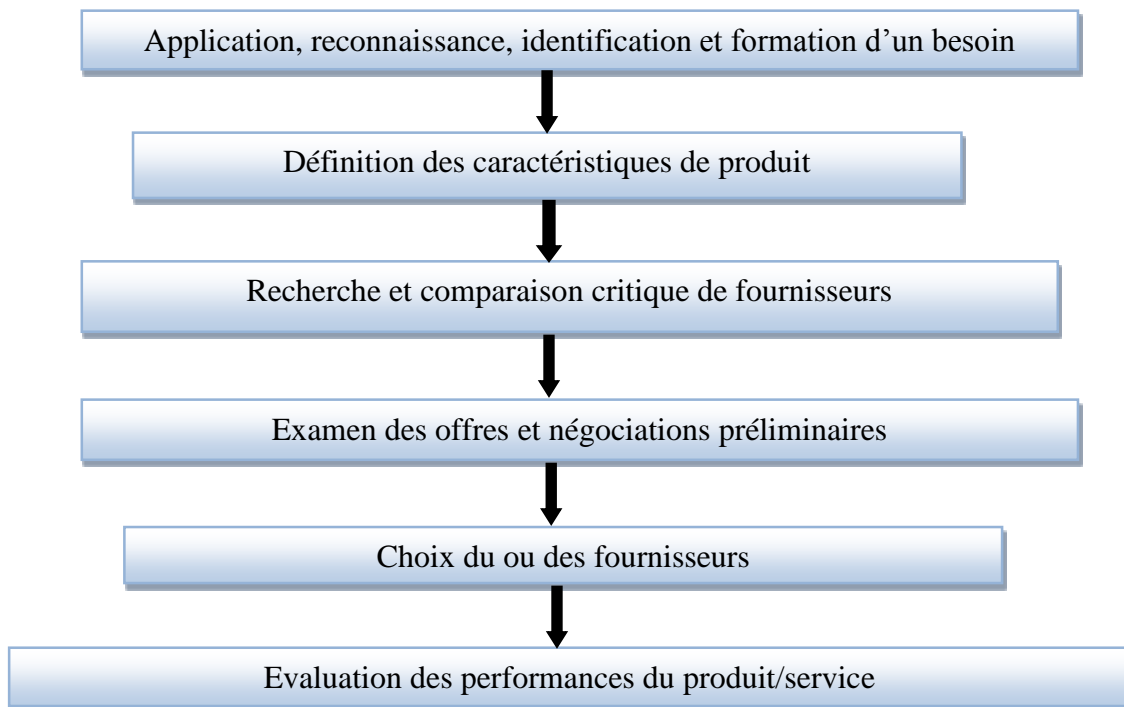 Application, reconnaissance, identification et formation d’un besoin
Définition des caractéristiques de produit
Recherche et comparaison critique de fournisseurs
Examen des offres et négociations préliminaires
Choix du ou des fournisseurs
Evaluation des performances du produit/service